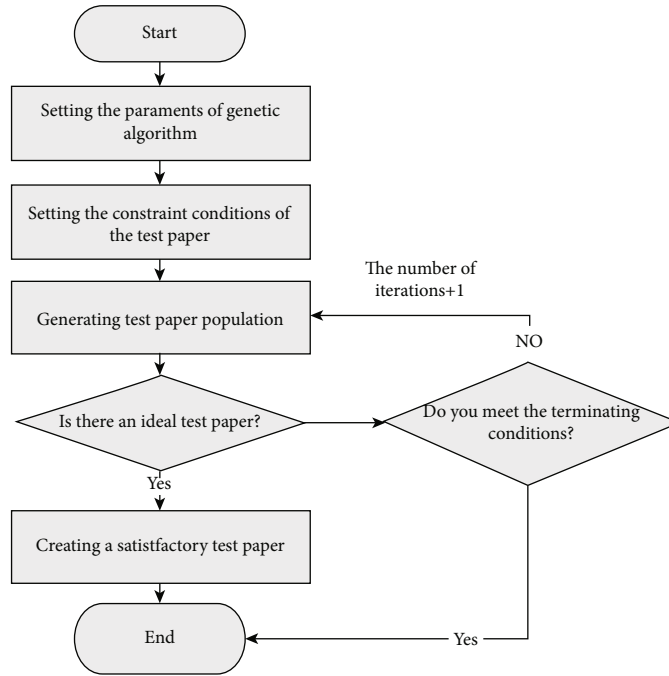 Start
Setting the paraments of genetic
algorithm
Setting the constraint conditions of
the test paper
The number of
iterations+1
Generating test paper population
NO
Is there an ideal test paper?
Do you meet the terminating
conditions?
Yes
Creating a satistfactory test paper
End
Yes